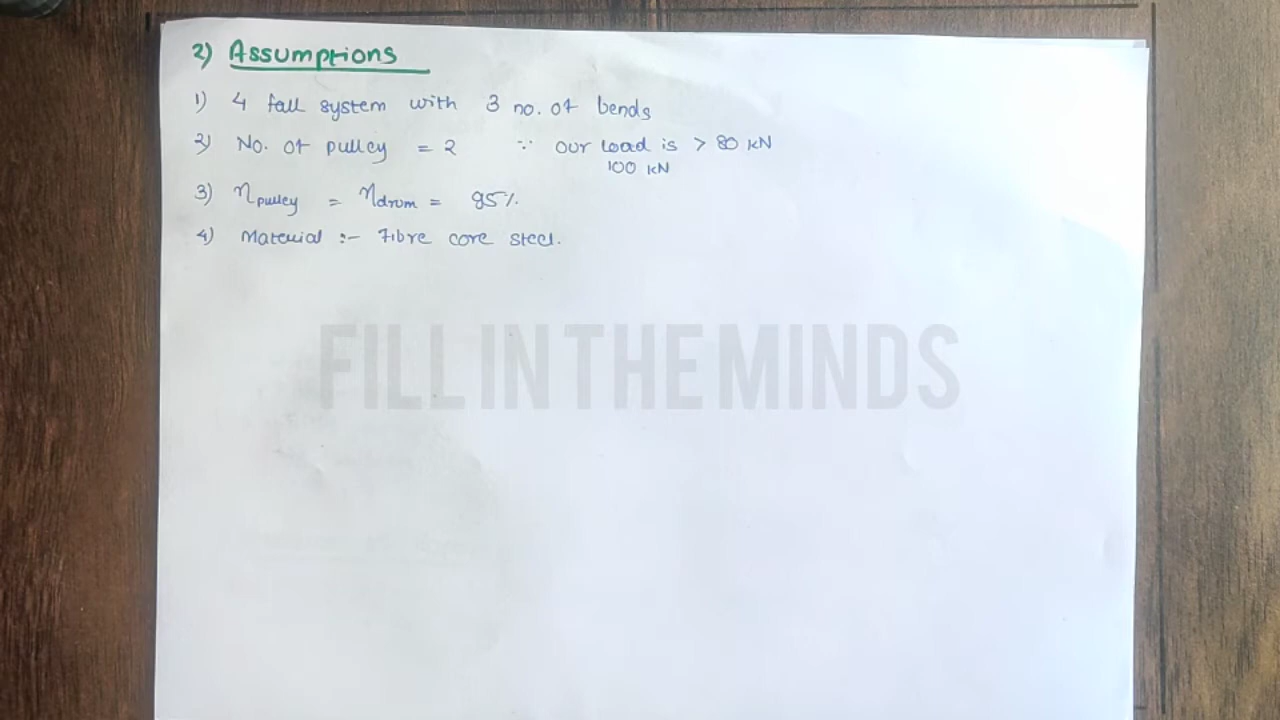 2) Assumptions
1) 4 fall system with 3 no. of bends
2) No. of pulley = 2 ∵ our load is > 80 kN
100 kN
3) ηpulley = ηdrum = 95%.
4) Material :- Fibre core steel.
FILL IN THE MINDS